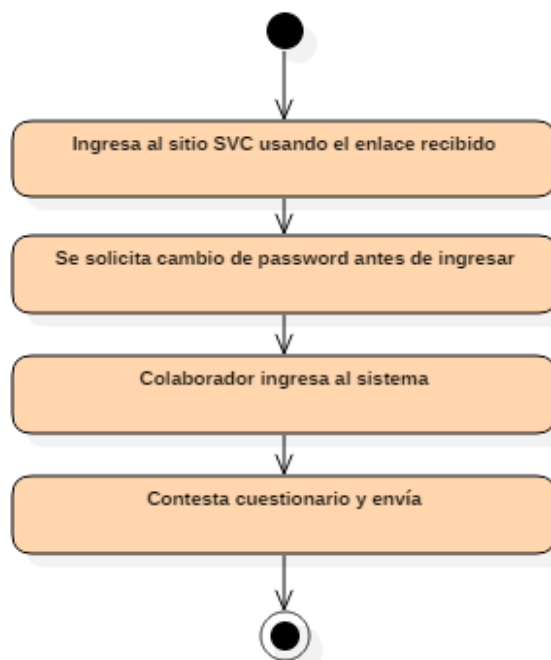 Ingresa al sitio SVC usando el enlace recibido
Se solicita cambio de password antes de ingresar
Colaborador ingresa al sistema
Contesta cuestionario y envía